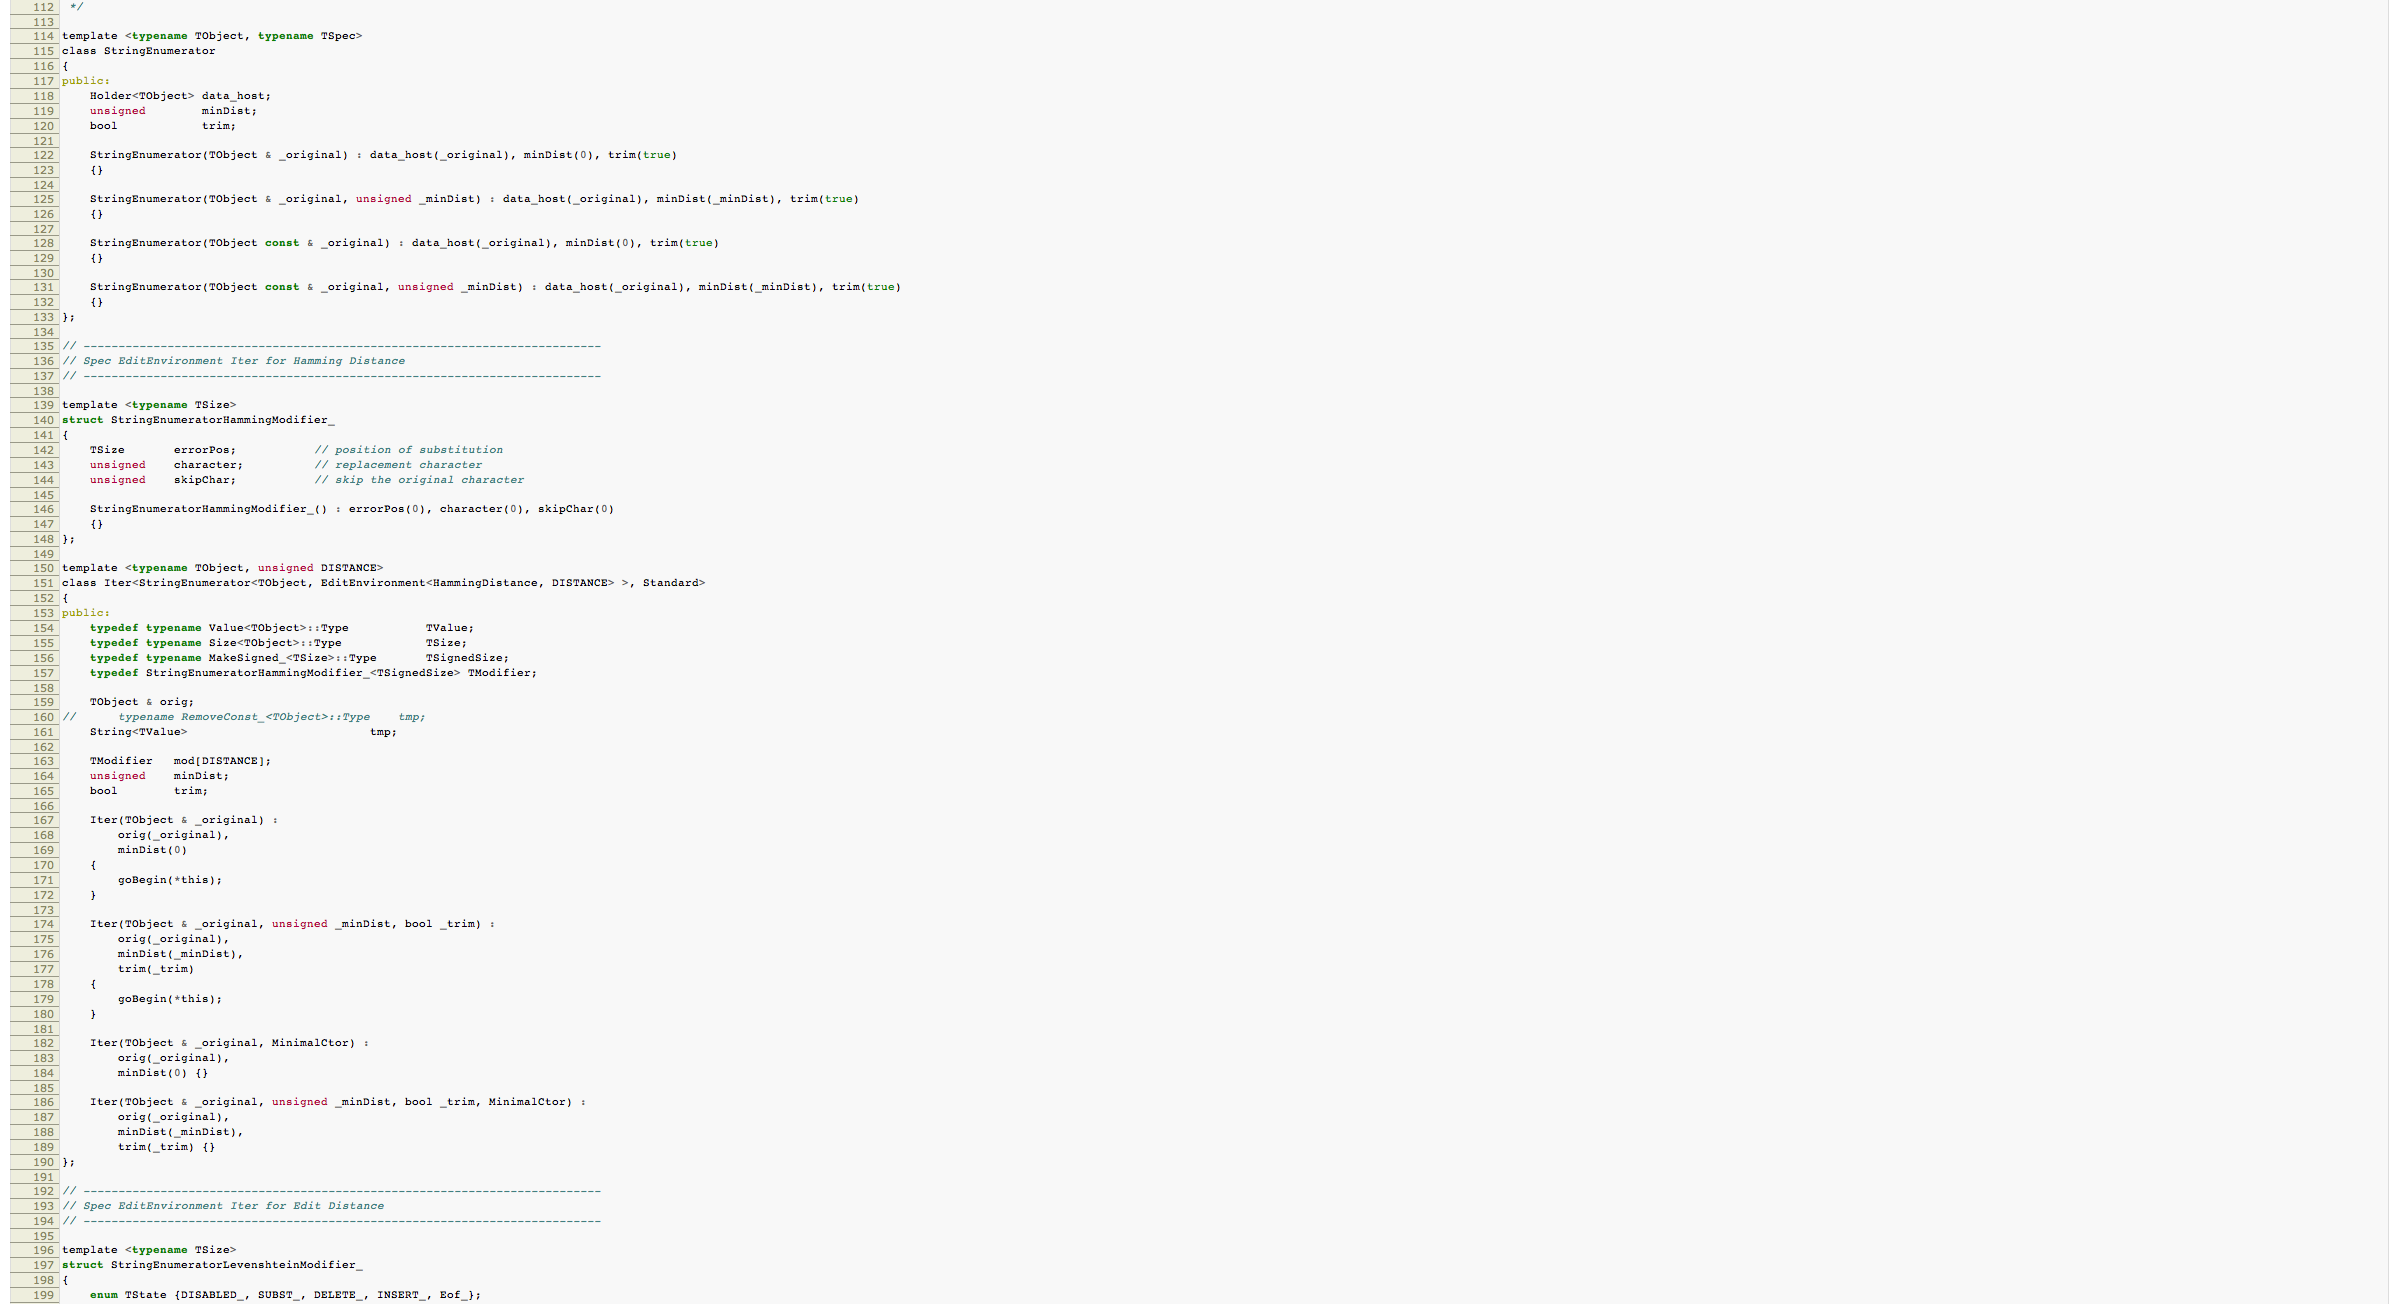 112  */
113
114 template <typename TObject, typename TSpec>
115 class StringEnumerator
116 {
117 public:
118     Holder<TObject> data_host;
119     unsigned        minDist;
120     bool            trim;
121
122     StringEnumerator(TObject & _original) : data_host(_original), minDist(0), trim(true)
123     {}
124
125     StringEnumerator(TObject & _original, unsigned _minDist) : data_host(_original), minDist(_minDist), trim(true)
126     {}
127
128     StringEnumerator(TObject const & _original) : data_host(_original), minDist(0), trim(true)
129     {}
130
131     StringEnumerator(TObject const & _original, unsigned _minDist) : data_host(_original), minDist(_minDist), trim(true)
132     {}
133 };
134
135 // --------------------------------------------------------------------------
136 // Spec EditEnvironment Iter for Hamming Distance
137 // --------------------------------------------------------------------------
138
139 template <typename TSize>
140 struct StringEnumeratorHammingModifier_
141 {
142     TSize       errorPos;           // position of substitution
143     unsigned    character;          // replacement character
144     unsigned    skipChar;           // skip the original character
145
146     StringEnumeratorHammingModifier_() : errorPos(0), character(0), skipChar(0)
147     {}
148 };
149
150 template <typename TObject, unsigned DISTANCE>
151 class Iter<StringEnumerator<TObject, EditEnvironment<HammingDistance, DISTANCE> >, Standard>
152 {
153 public:
154     typedef typename Value<TObject>::Type           TValue;
155     typedef typename Size<TObject>::Type            TSize;
156     typedef typename MakeSigned_<TSize>::Type       TSignedSize;
157     typedef StringEnumeratorHammingModifier_<TSignedSize> TModifier;
158
159     TObject & orig;
160 //      typename RemoveConst_<TObject>::Type    tmp;
161     String<TValue>                          tmp;
162
163     TModifier   mod[DISTANCE];
164     unsigned    minDist;
165     bool        trim;
166
167     Iter(TObject & _original) :
168         orig(_original),
169         minDist(0)
170     {
171         goBegin(*this);
172     }
173
174     Iter(TObject & _original, unsigned _minDist, bool _trim) :
175         orig(_original),
176         minDist(_minDist),
177         trim(_trim)
178     {
179         goBegin(*this);
180     }
181
182     Iter(TObject & _original, MinimalCtor) :
183         orig(_original),
184         minDist(0) {}
185
186     Iter(TObject & _original, unsigned _minDist, bool _trim, MinimalCtor) :
187         orig(_original),
188         minDist(_minDist),
189         trim(_trim) {}
190 };
191
192 // --------------------------------------------------------------------------
193 // Spec EditEnvironment Iter for Edit Distance
194 // --------------------------------------------------------------------------
195
196 template <typename TSize>
197 struct StringEnumeratorLevenshteinModifier_
198 {
199     enum TState {DISABLED_, SUBST_, DELETE_, INSERT_, Eof_};